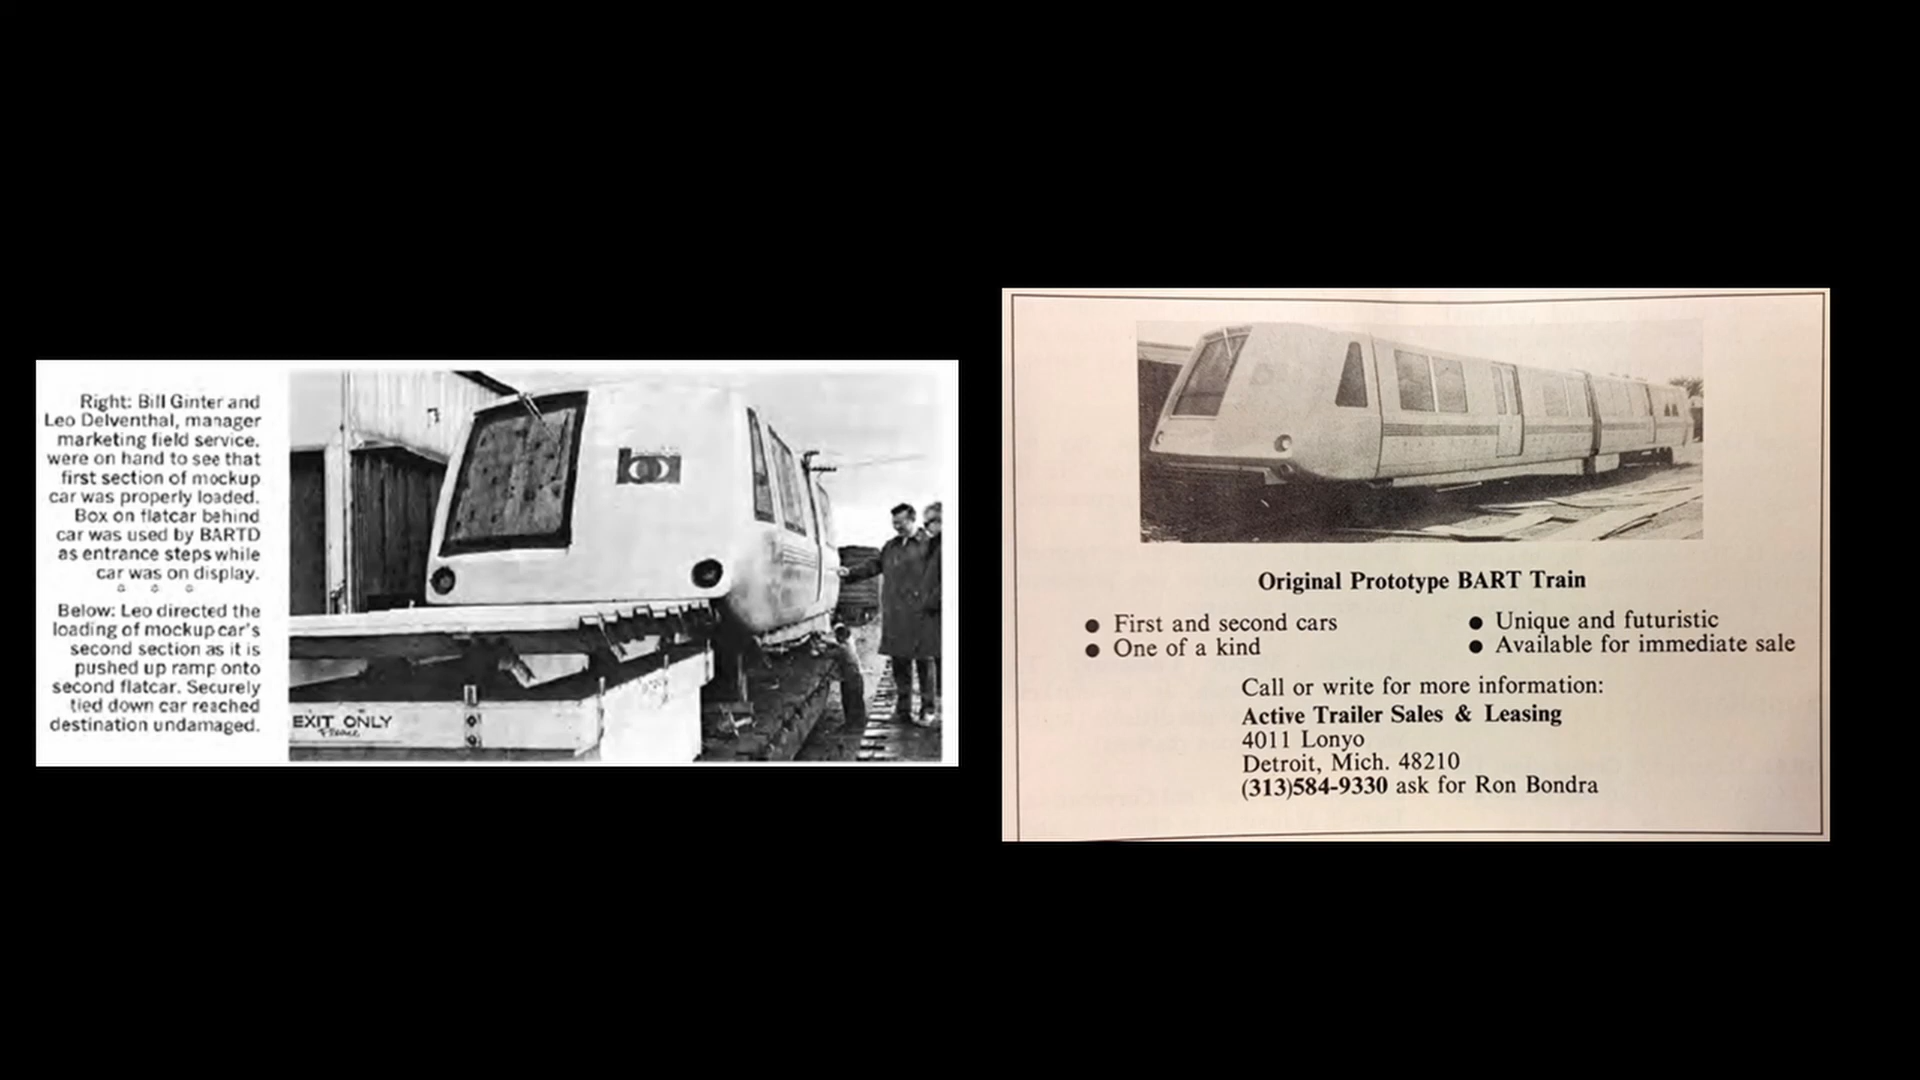 Right: Bill Ginter and
Leo Delventhal, manager
marketing field service.
were on hand to see that
first section of mockup
car was properly loaded.
Box on flatcar behind
car was used by BARTD
as entrance steps while
car was on display.
Below: Leo directed the
loading of mockup car's
second section as it is
pushed up ramp onto
second flatcar. Securely
tied down car reached
destination undamaged.
EXIT ONLY
Please
Original Prototype BART Train
● First and second cars
● One of a kind
● Unique and futuristic
● Available for immediate sale
Call or write for more information:
Active Trailer Sales & Leasing
4011 Lonyo
Detroit, Mich. 48210
(313)584-9330 ask for Ron Bondra